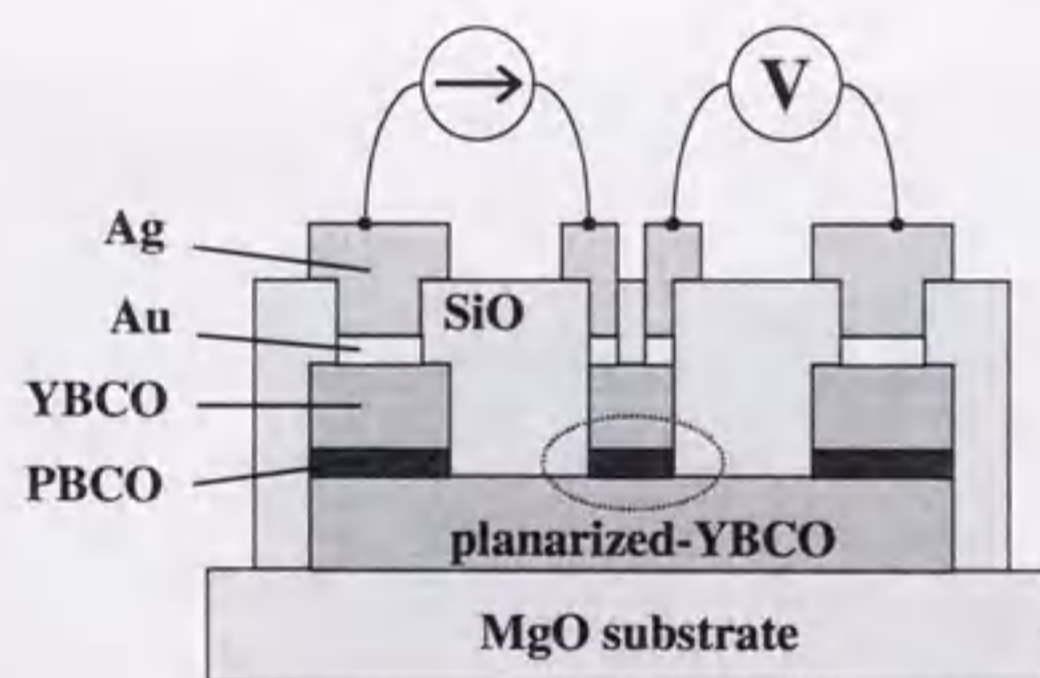 V
Ag
SiO
Au
YBCO
PBCO
planarized-YBCO
MgO substrate